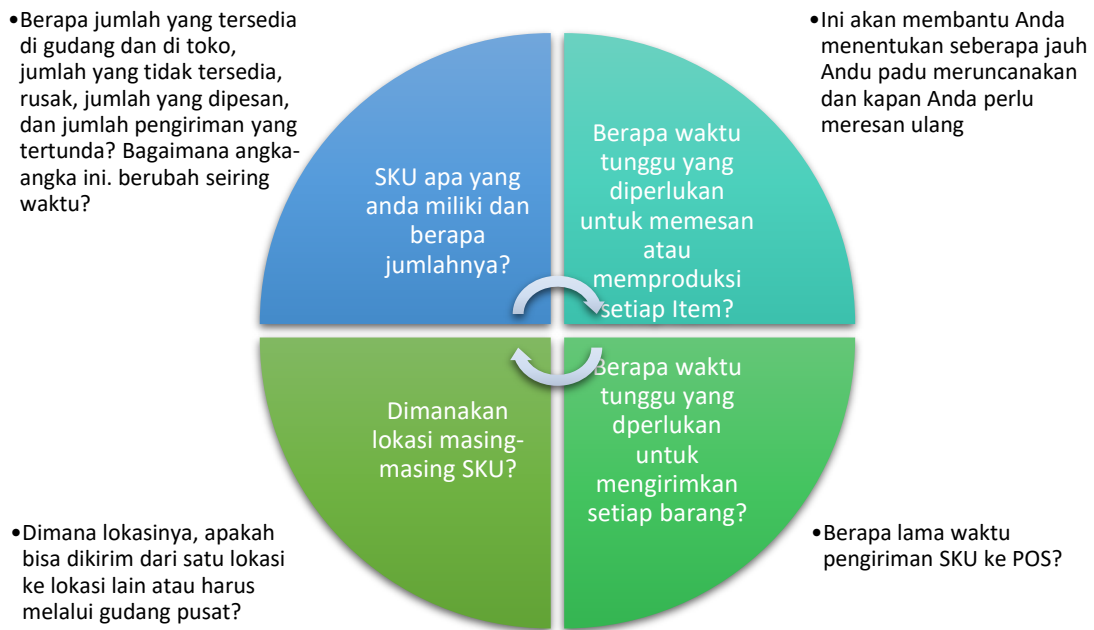 •Berapa jumlah yang tersedia
di gudang dan di toko,
jumlah yang tidak tersedia,
rusak, jumlah yang dipesan,
dan jumlah pengiriman yang
tertunda? Bagaimana angka-
angka ini. berubah seiring
waktu?
SKU apa yang
anda miliki dan
berapa
jumlahnya?
•Ini akan membantu Anda
menentukan seberapa jauh
Andu padu meruncanakan
dan kapan Anda perlu
meresan ulang
Berapa waktu
tunggu yang
diperlukan
untuk memesan
atau
memproduksi
setiap Item?
Dimanakan
lokasi masing-
masing SKU?
•Dimana lokasinya, apakah
bisa dikirim dari satu lokasi
ke lokasi lain atau harus
melalui gudang pusat?
Berapa waktu
tunggu yang
dperlukan
untuk
mengirimkan
setiap barang?
•Berapa lama waktu
pengiriman SKU ke POS?